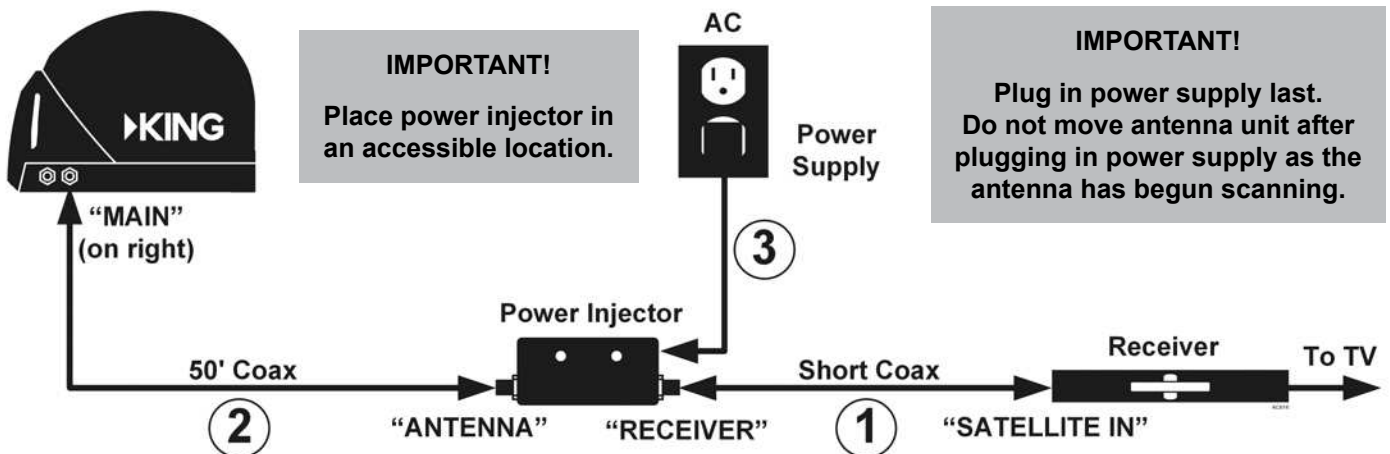 AC
IMPORTANT!
Place power injector in
an accessible location.
IMPORTANT!
Plug in power supply last.
Do not move antenna unit after
plugging in power supply as the
antenna has begun scanning.
KING
Power
Supply
“MAIN”
(on right)
3
Power Injector
50' Coax
Short Coax
Receiver
To TV
2
“ANTENNA”
“RECEIVER”
1
“SATELLITE IN”